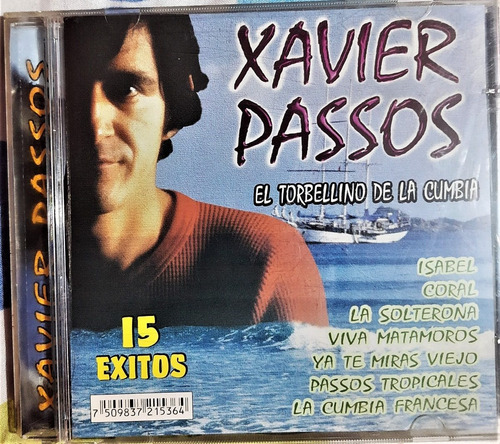 XAVIER
PASSOS
EL TORBELLINO DE LA CUMBIA
ISABEL
CORAL
LA SOLTERONA
VIVA MATAMOROS
YA TE MIRAS VIEJO
PASSOS TROPICALES
LA CUMBIA FRANCESA
15
EXITOS
7 509837 215364
XAVIER PASSOS